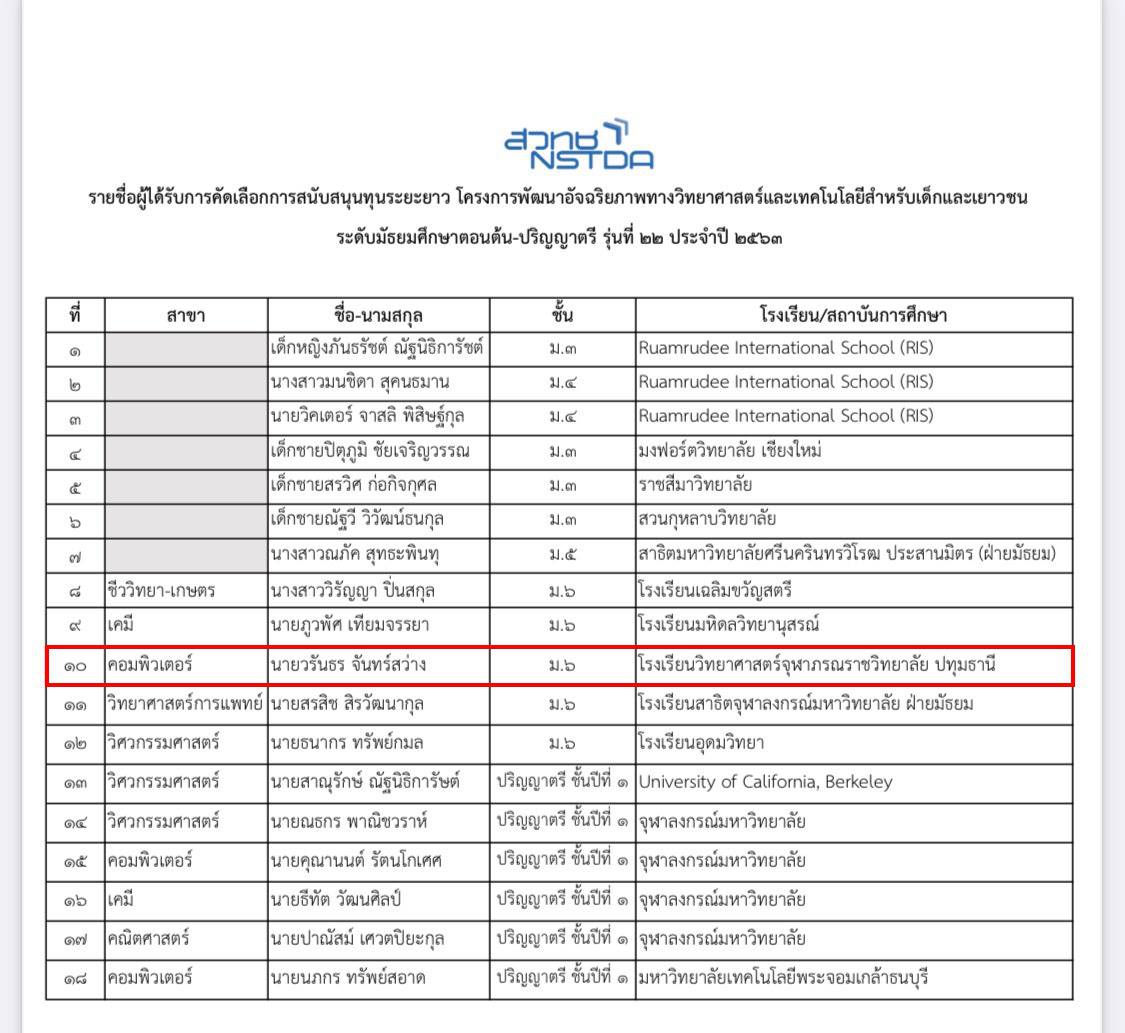 สวทช
NSTDA
รายชื่อผู้ได้รับการคัดเลือกการสนับสนุนทุนระยะยาว โครงการพัฒนาอัจฉริยภาพทางวิทยาศาสตร์และเทคโนโลยีสำหรับเด็กและเยาวชน
ระดับมัธยมศึกษาตอนต้น-ปริญญาตรี รุ่นที่ ๒๒ ประจำปี ๒๕๖๓
ที่ สาขา ชื่อ-นามสกุล ชั้น โรงเรียน/สถาบันการศึกษา
๑ เด็กหญิงภันธรัชต์ ณัฐนิธิการัชต์ ม.๓ Ruamrudee International School (RIS)
๒ นางสาวมนชิดา สุคนธมาน ม.๔ Ruamrudee International School (RIS)
๓ นายวิคเตอร์ จาสลิ พิสิษฐ์กุล ม.๔ Ruamrudee International School (RIS)
๔ เด็กชายปิตุภูมิ ชัยเจริญวรรณ ม.๓ มงฟอร์ตวิทยาลัย เชียงใหม่
๕ เด็กชายสรวิศ ก่อกิจกุศล ม.๓ ราชสีมาวิทยาลัย
๖ เด็กชายณัฐวี วิวัฒน์ธนกุล ม.๓ สวนกุหลาบวิทยาลัย
๗ นางสาวณภัค สุทธะพินทุ ม.๕ สาธิตมหาวิทยาลัยศรีนครินทรวิโรฒ ประสานมิตร (ฝ่ายมัธยม)
๘ ชีววิทยา-เกษตร นางสาววิรัญญา ปิ่นสกุล ม.๖ โรงเรียนเฉลิมขวัญสตรี
๙ เคมี นายภูวพัศ เทียมจรรยา ม.๖ โรงเรียนมหิดลวิทยานุสรณ์
๑๐ คอมพิวเตอร์ นายวรันธร จันทร์สว่าง ม.๖ โรงเรียนวิทยาศาสตร์จุฬาภรณราชวิทยาลัย ปทุมธานี
๑๑ วิทยาศาสตร์การแพทย์ นายสรสิช สิรวัฒนากุล ม.๖ โรงเรียนสาธิตจุฬาลงกรณ์มหาวิทยาลัย ฝ่ายมัธยม
๑๒ วิศวกรรมศาสตร์ นายธนากร ทรัพย์กมล ม.๖ โรงเรียนอุดมวิทยา
๑๓ วิศวกรรมศาสตร์ นายสาณุรักษ์ ณัฐนิธิการัษต์ ปริญญาตรี ชั้นปีที่ ๑ University of California, Berkeley
๑๔ วิศวกรรมศาสตร์ นายณธกร พาณิชวราห์ ปริญญาตรี ชั้นปีที่ ๑ จุฬาลงกรณ์มหาวิทยาลัย
๑๕ คอมพิวเตอร์ นายคุณานนต์ รัตนโกเศศ ปริญญาตรี ชั้นปีที่ ๑ จุฬาลงกรณ์มหาวิทยาลัย
๑๖ เคมี นายธีทัต วัฒนศิลป์ ปริญญาตรี ชั้นปีที่ ๑ จุฬาลงกรณ์มหาวิทยาลัย
๑๗ คณิตศาสตร์ นายปาณัสม์ เศวตปิยะกุล ปริญญาตรี ชั้นปีที่ ๑ จุฬาลงกรณ์มหาวิทยาลัย
๑๘ คอมพิวเตอร์ นายนภกร ทรัพย์สอาด ปริญญาตรี ชั้นปีที่ ๑ มหาวิทยาลัยเทคโนโลยีพระจอมเกล้าธนบุรี